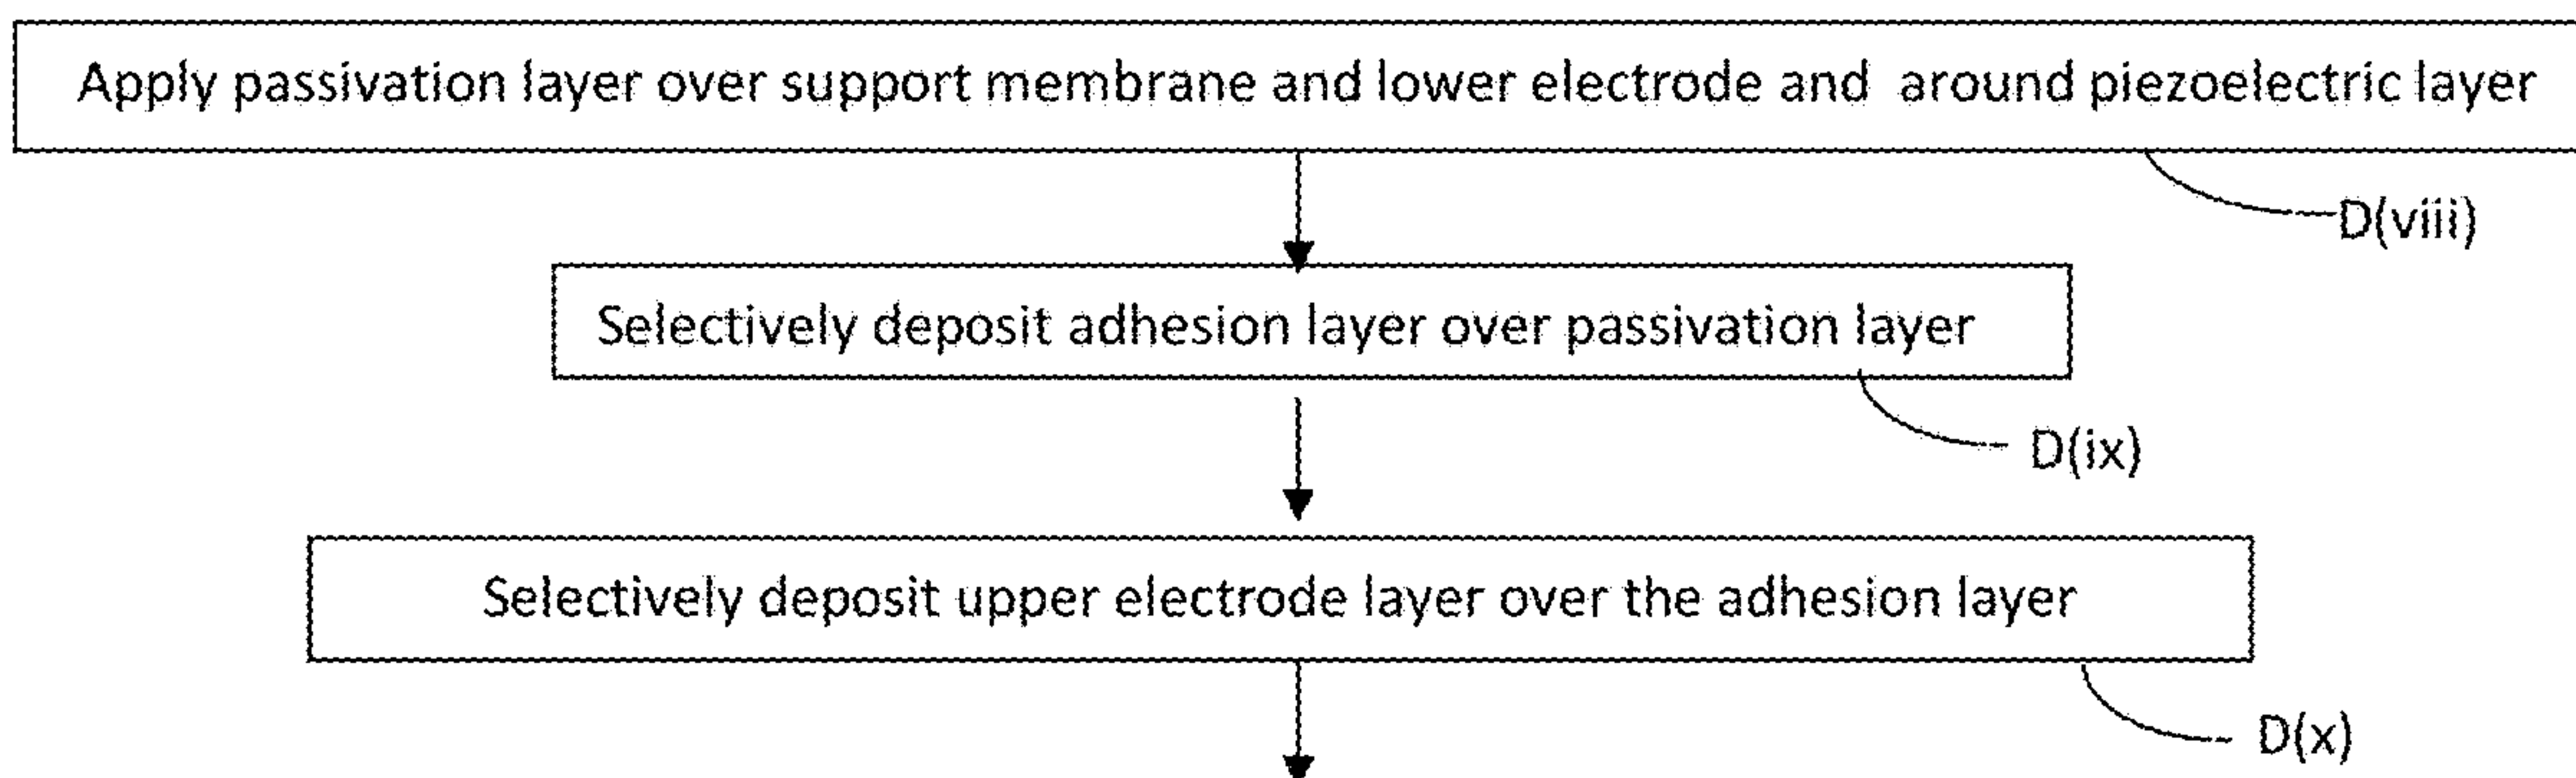 Apply passivation layer over support membrane and lower electrode and around piezoelectric layer
D(viii)
Selectively deposit adhesion layer over passivation layer
D(ix)
Selectively deposit upper electrode layer over the adhesion layer
D(x)